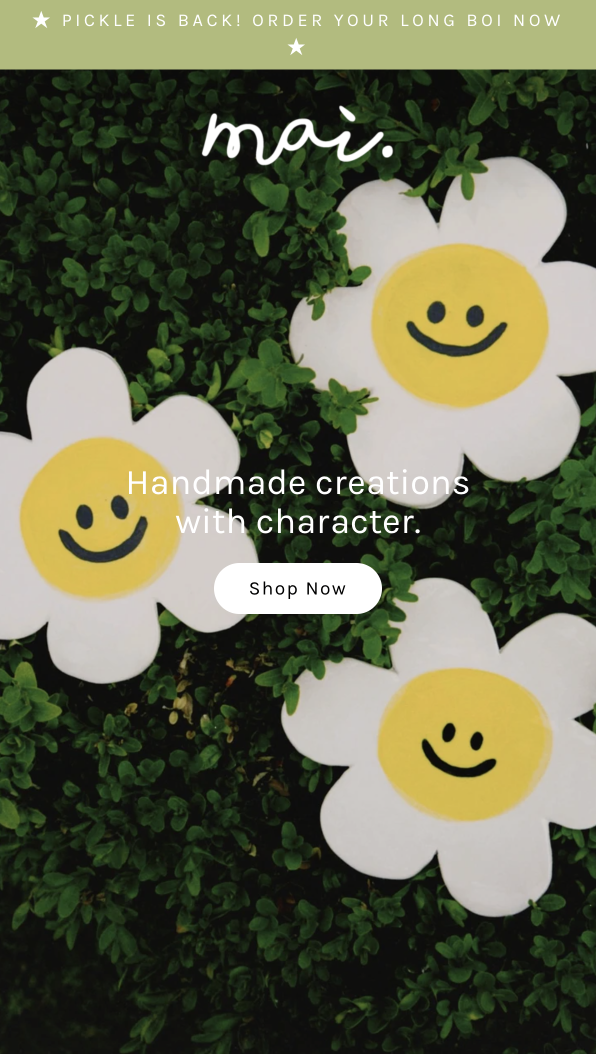 ★ PICKLE IS BACK! ORDER YOUR LONG BOI NOW
★
mai.
Handmade creations
with character.
Shop Now